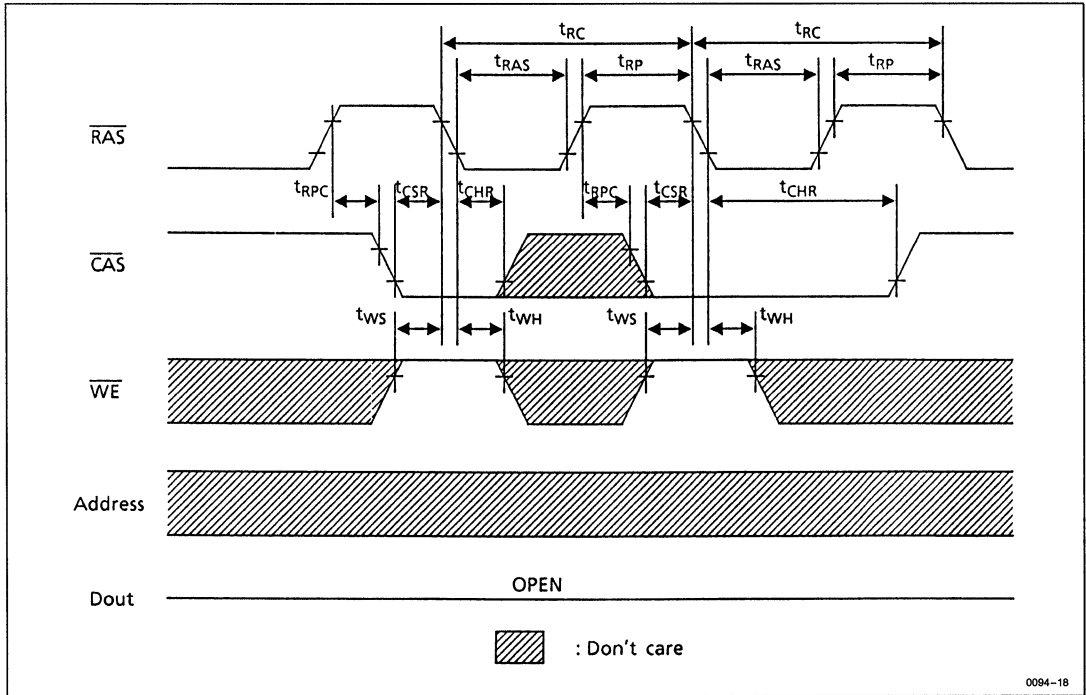 tRC tRC
tRAS tRP tRAS tRP
RAS
tRPC tCSR tCHR tRPC tCSR tCHR
CAS
tWS tWH tWS tWH
WE
Address
OPEN
Dout
: Don't care
0094-18